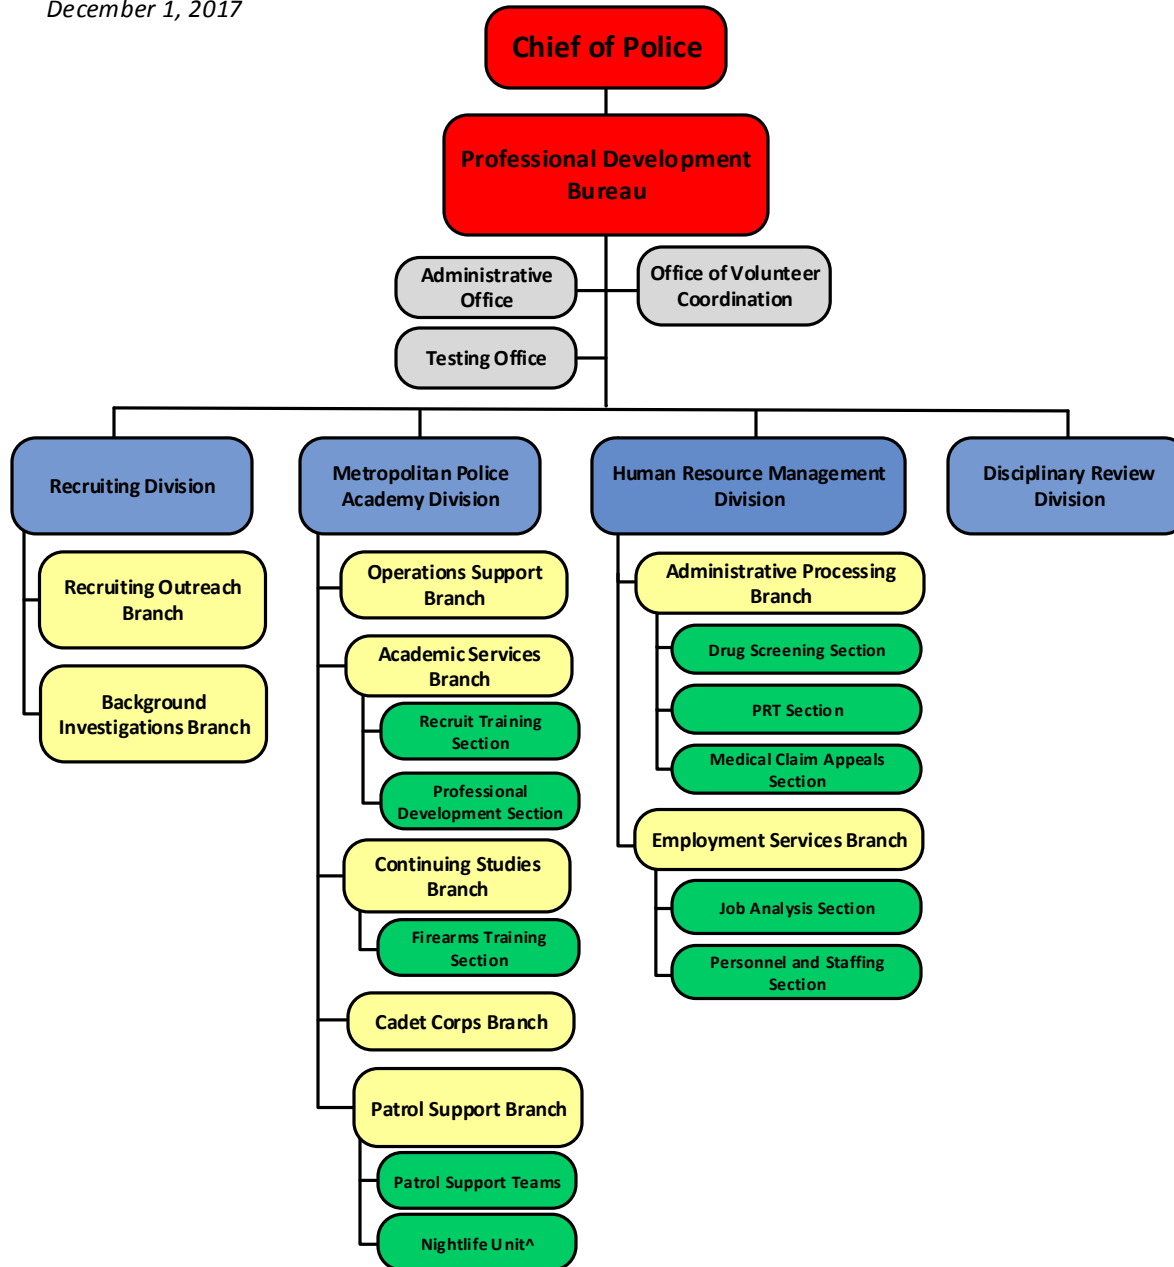 December 1, 2017
Chief of Police
Professional Development
Bureau
Administrative
Office
Office of Volunteer
Coordination
Testing Office
Recruiting Division
Metropolitan Police
Academy Division
Human Resource Management
Division
Disciplinary Review
Division
Recruiting Outreach
Branch
Background
Investigations Branch
Operations Support
Branch
Academic Services
Branch
Recruit Training
Section
Professional
Development Section
Continuing Studies
Branch
Firearms Training
Section
Cadet Corps Branch
Patrol Support Branch
Patrol Support Teams
Nightlife Unit^
Administrative Processing
Branch
Drug Screening Section
PRT Section
Medical Claim Appeals
Section
Employment Services Branch
Job Analysis Section
Personnel and Staffing
Section